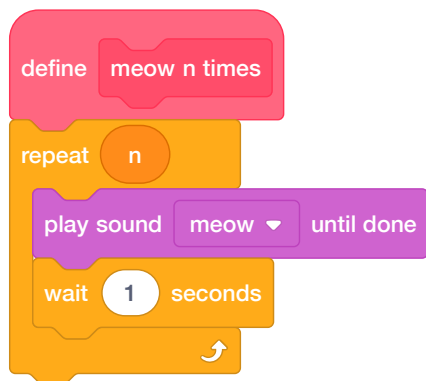 define meow n times
repeat n
play sound meow until done
wait 1 seconds